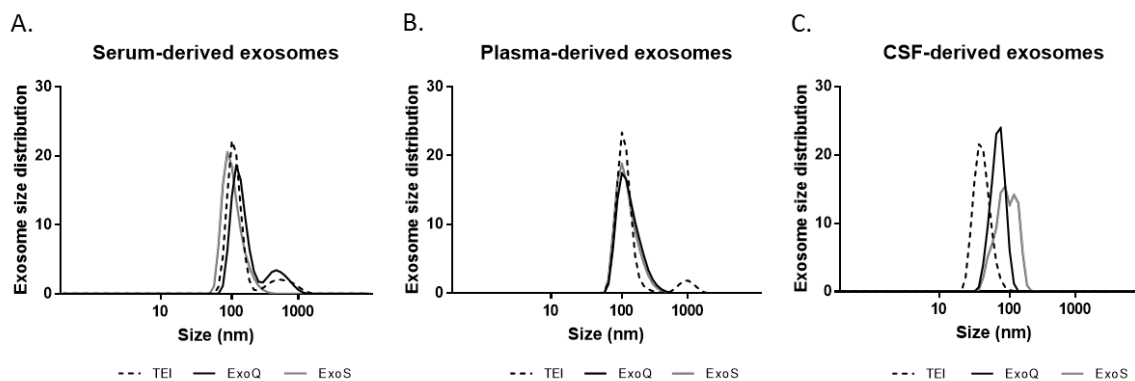 A.
Serum-derived exosomes
Exosome size distribution
30
20
10
0
10
100
1000
Size (nm)
TEI ExoQ ExoS
B.
Plasma-derived exosomes
Exosome size distribution
30
20
10
0
10
100
1000
Size (nm)
TEI ExoQ ExoS
C.
CSF-derived exosomes
Exosome size distribution
30
20
10
0
10
100
1000
Size (nm)
TEI ExoQ ExoS